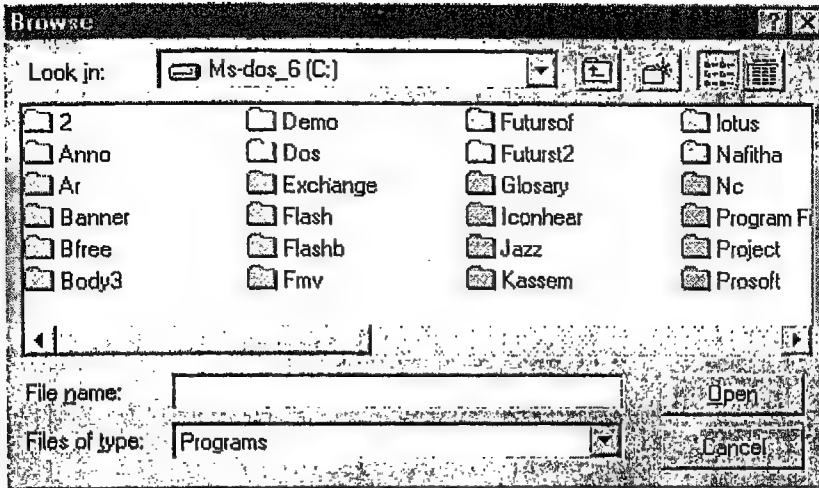 Browse
Look in: Ms-dos_6 (C:)
2 Demo Futursof lotus
Anno Dos Futurst2 Nafitha
Ar Exchange Glosary Nc
Banner Flash Iconhear Program Fi
Bfree Flashb Jazz Project
Body3 Fmv Kassem Prosoft
File name: Open
Files of type: Programs Cancel